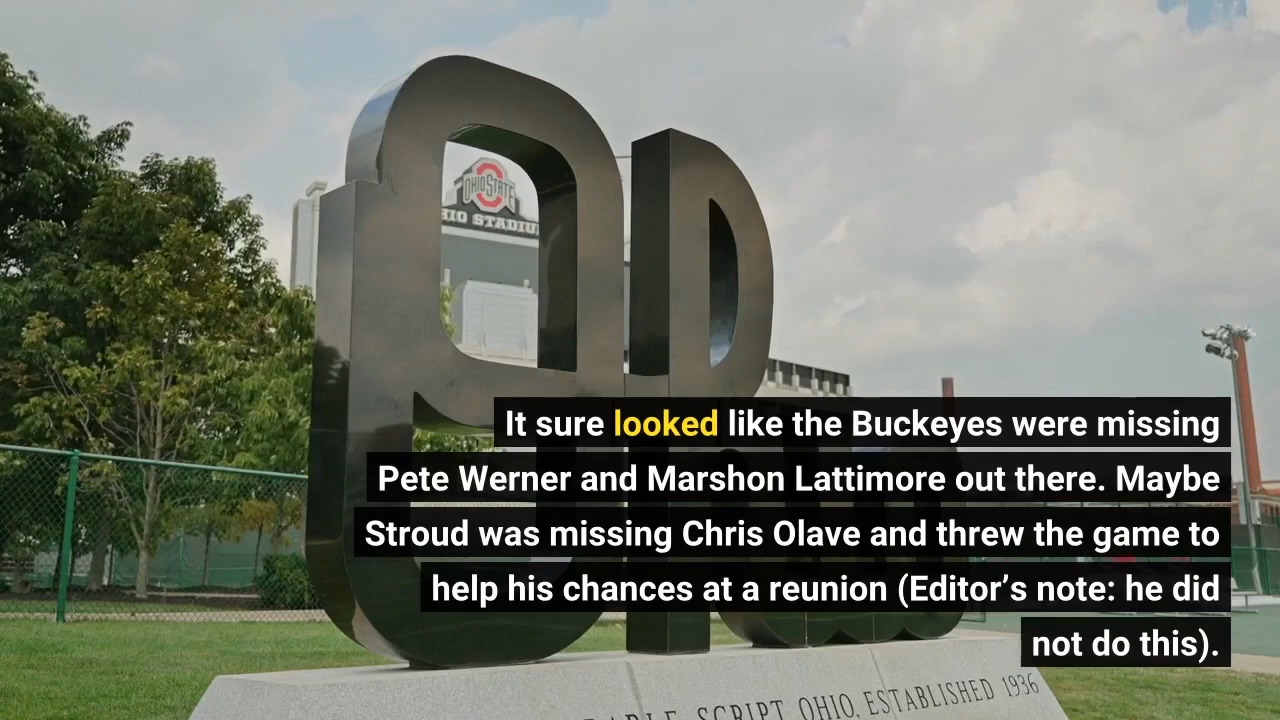 OHIO STATE
HIO STADIU
It sure looked like the Buckeyes were missing
Pete Werner and Marshon Lattimore out there. Maybe
Stroud was missing Chris Olave and threw the game to
help his chances at a reunion (Editor’s note: he did
not do this).
SCRIPT OHIO, ESTABLISHED 1936